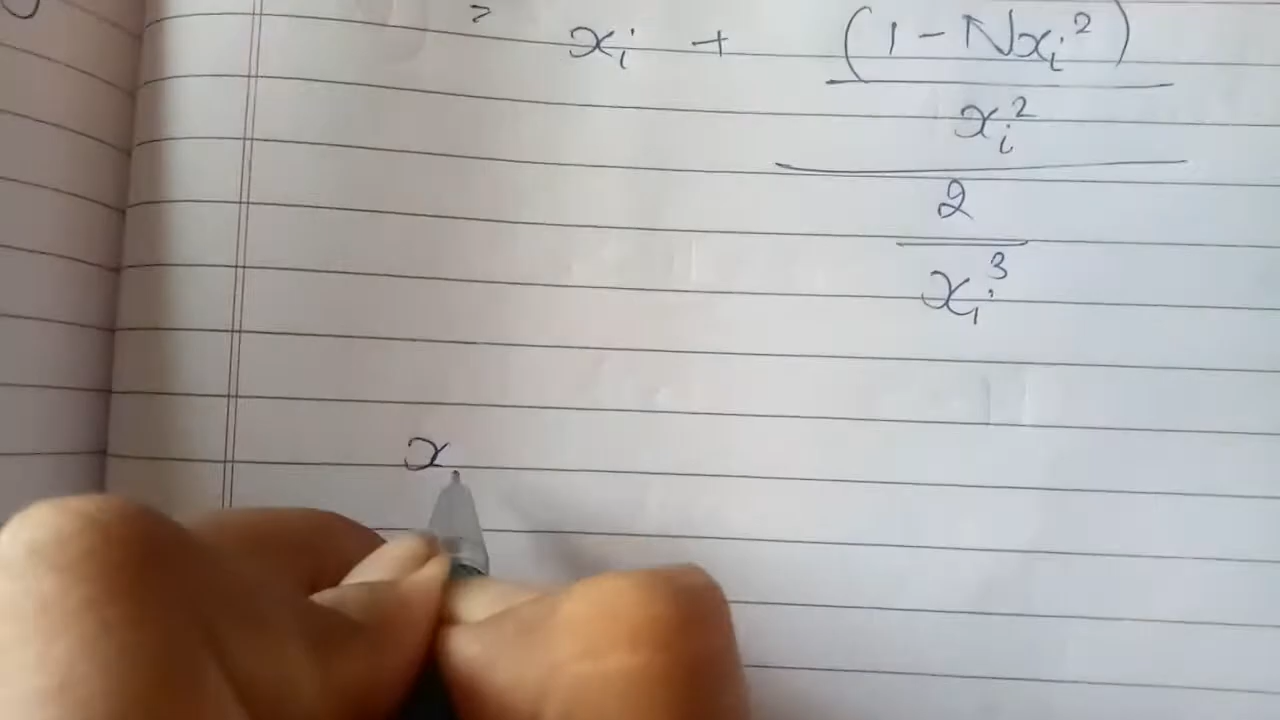 = xᵢ + (1 - Nxᵢ²)
xᵢ²
2
xᵢ³
x